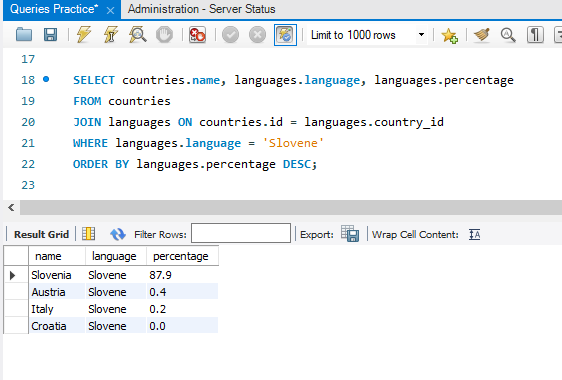 Queries Practice* × Administration - Server Status
Limit to 1000 rows
17
18 SELECT countries.name, languages.language, languages.percentage
19 FROM countries
20 JOIN languages ON countries.id = languages.country_id
21 WHERE languages.language = 'Slovene'
22 ORDER BY languages.percentage DESC;
23
Result Grid Filter Rows: Export: Wrap Cell Content: IA
name language percentage
Slovenia Slovene 87.9
Austria Slovene 0.4
Italy Slovene 0.2
Croatia Slovene 0.0